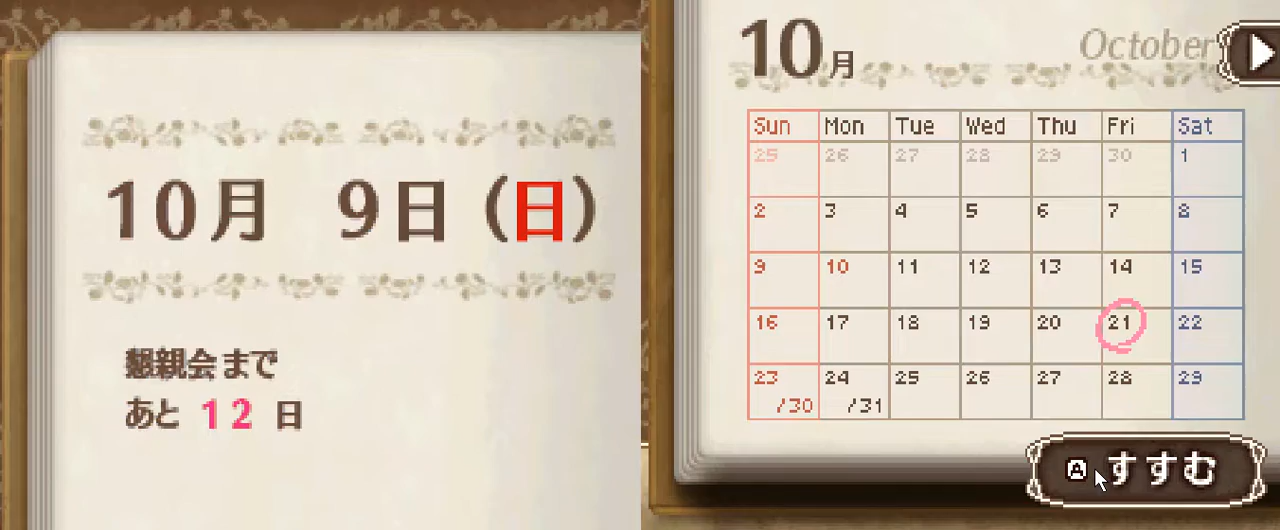 10月 9日(日)
懇親会まで
あと 12 日
10月
October
Sun Mon Tue Wed Thu Fri Sat
25 26 27 28 29 30 1
2 3 4 5 6 7 8
9 10 11 12 13 14 15
16 17 18 19 20 21 22
23 24 25 26 27 28 29
/30 /31
Aすすむ